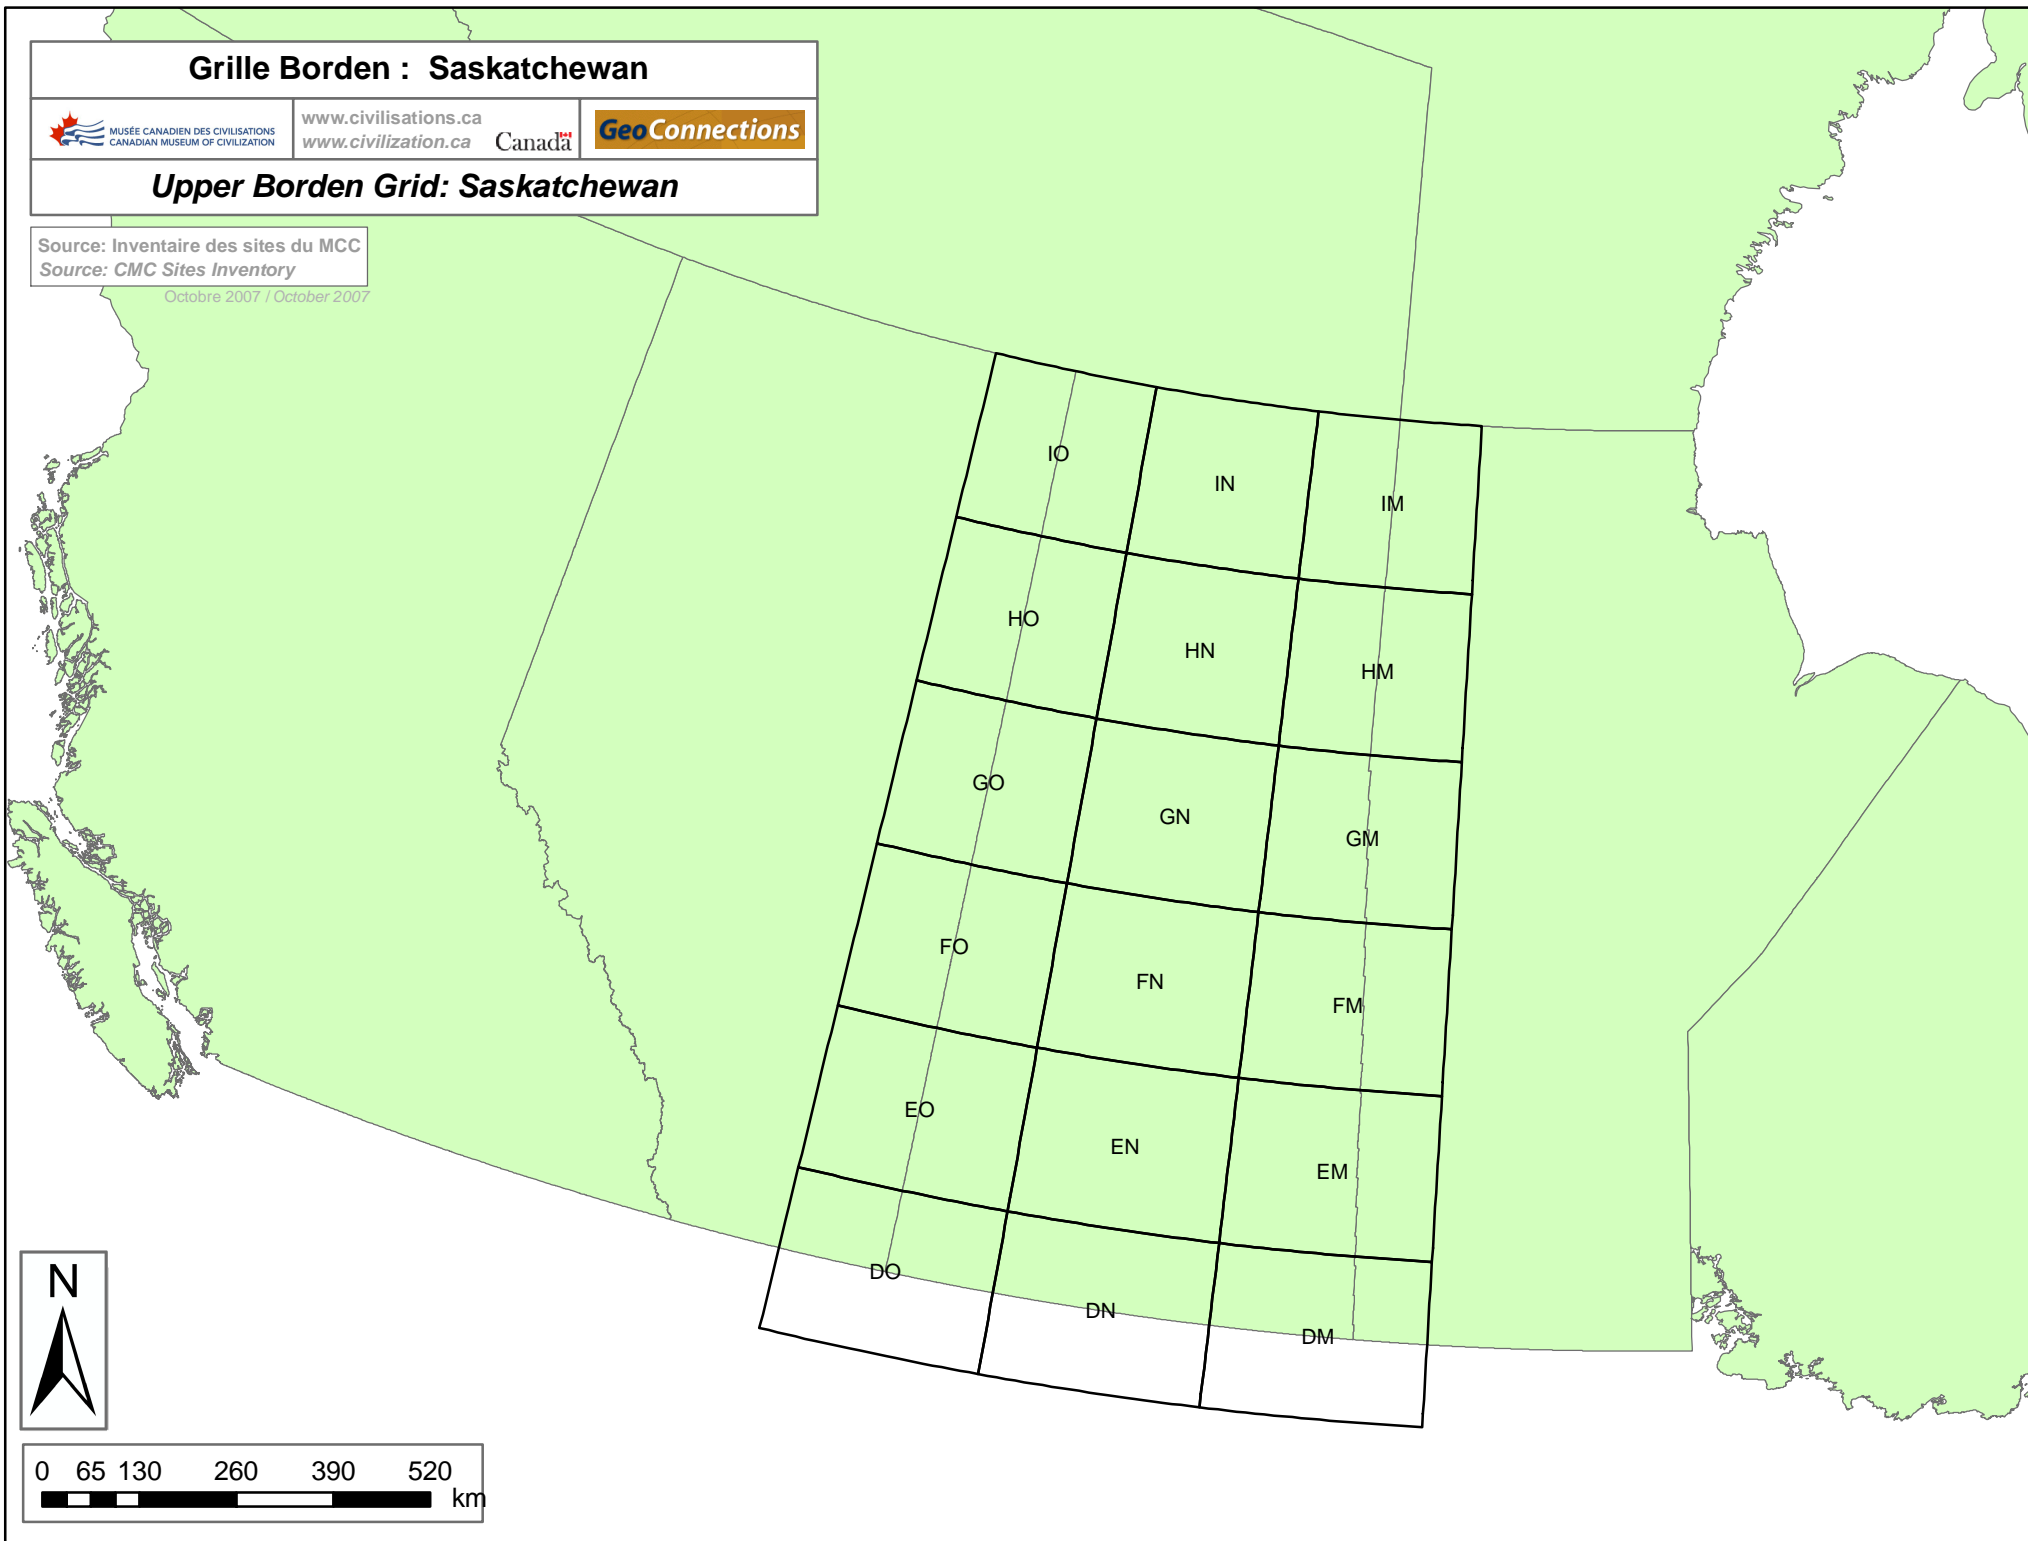 Grille Borden : Saskatchewan
MUSÉE CANADIEN DES CIVILISATIONS
CANADIAN MUSEUM OF CIVILIZATION
www.civilisations.ca
www.civilization.ca
Canada
GeoConnections
Upper Borden Grid: Saskatchewan
Source: Inventaire des sites du MCC
Source: CMC Sites Inventory
Octobre 2007 / October 2007
IO
IN
IM
HO
HN
HM
GO
GN
GM
FO
FN
FM
EO
EN
EM
DO
DN
DM
N
0 65 130 260 390 520
km